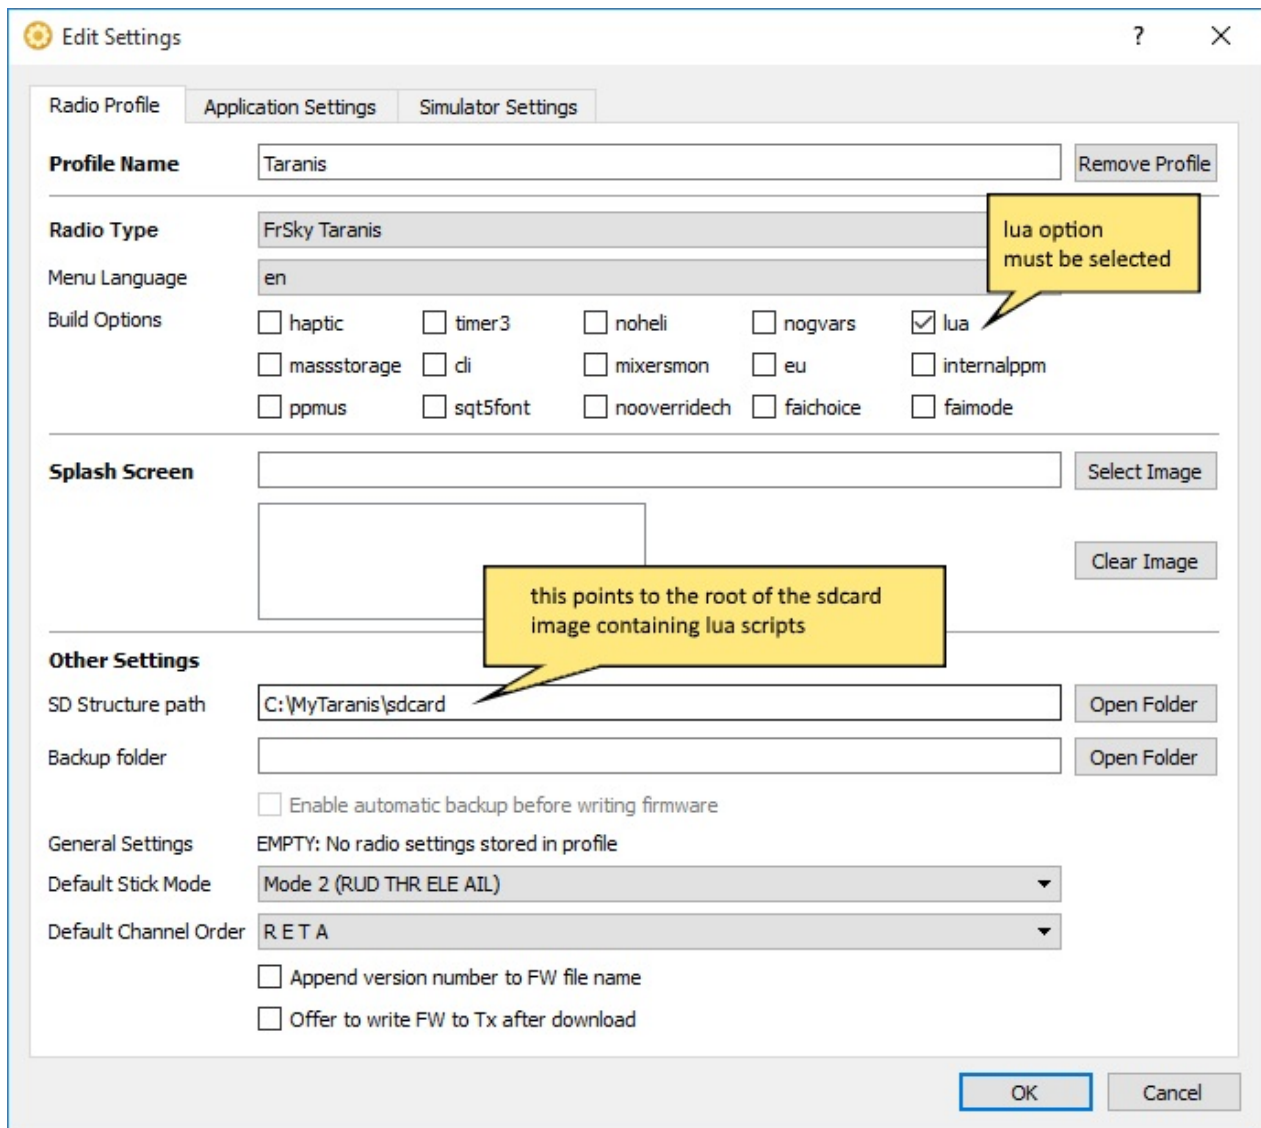 Edit Settings ? X
Radio Profile Application Settings Simulator Settings
Profile Name Taranis Remove Profile
Radio Type FrSky Taranis
lua option
must be selected
Menu Language en
Build Options haptic timer3 noheli nogvars lua
massstorage cli mixersmon eu internalppm
ppmus sqt5font nooverridech faichoice faimode
Splash Screen Select Image
Clear Image
this points to the root of the sdcard
image containing lua scripts
Other Settings
SD Structure path C:\MyTaranis\sdcard Open Folder
Backup folder Open Folder
Enable automatic backup before writing firmware
General Settings EMPTY: No radio settings stored in profile
Default Stick Mode Mode 2 (RUD THR ELE AIL)
Default Channel Order R E T A
Append version number to FW file name
Offer to write FW to Tx after download
OK Cancel